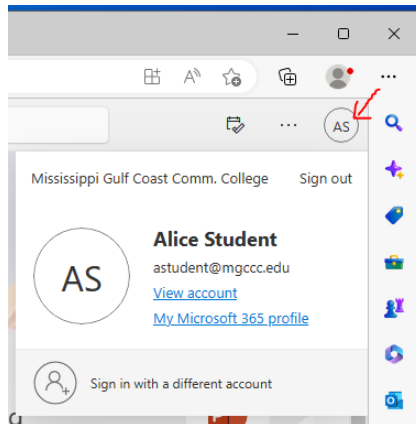 AS
Mississippi Gulf Coast Comm. College Sign out
AS
Alice Student
astudent@mgccc.edu
View account
My Microsoft 365 profile
Sign in with a different account